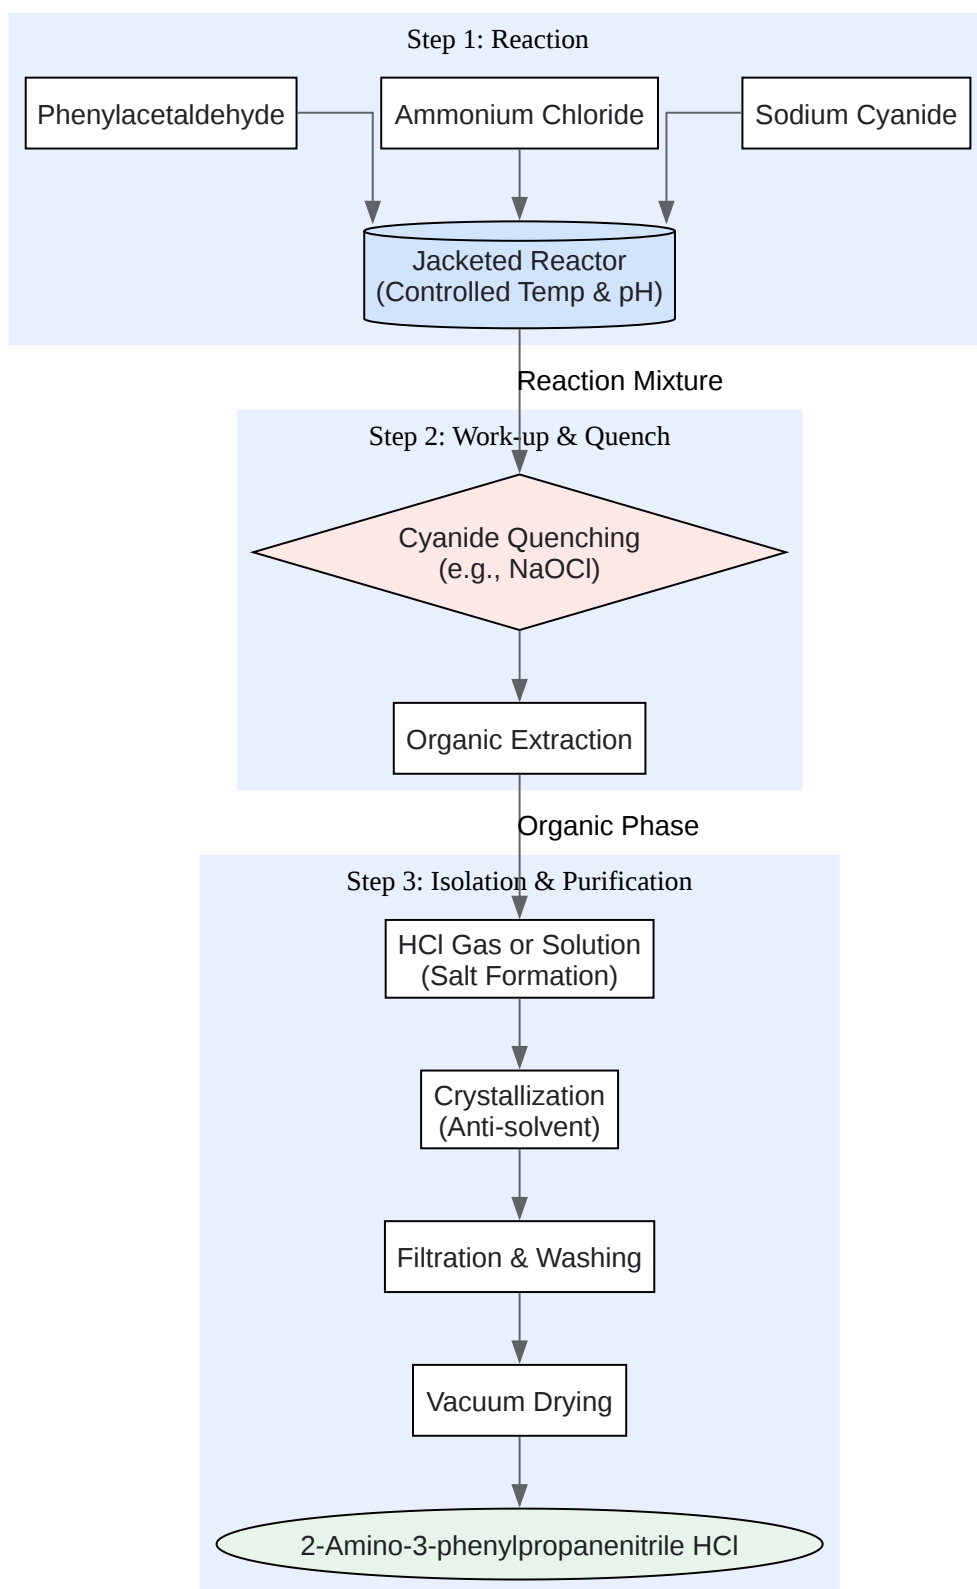 Step 1: Reaction
Phenylacetaldehyde
Ammonium Chloride
Sodium Cyanide
Jacketed Reactor
(Controlled Temp & pH)
Reaction Mixture
Step 2: Work-up & Quench
Cyanide Quenching
(e.g., NaOCl)
Organic Extraction
Organic Phase
Step 3: Isolation & Purification
HCl Gas or Solution
(Salt Formation)
Crystallization
(Anti-solvent)
Filtration & Washing
Vacuum Drying
2-Amino-3-phenylpropanenitrile HCl